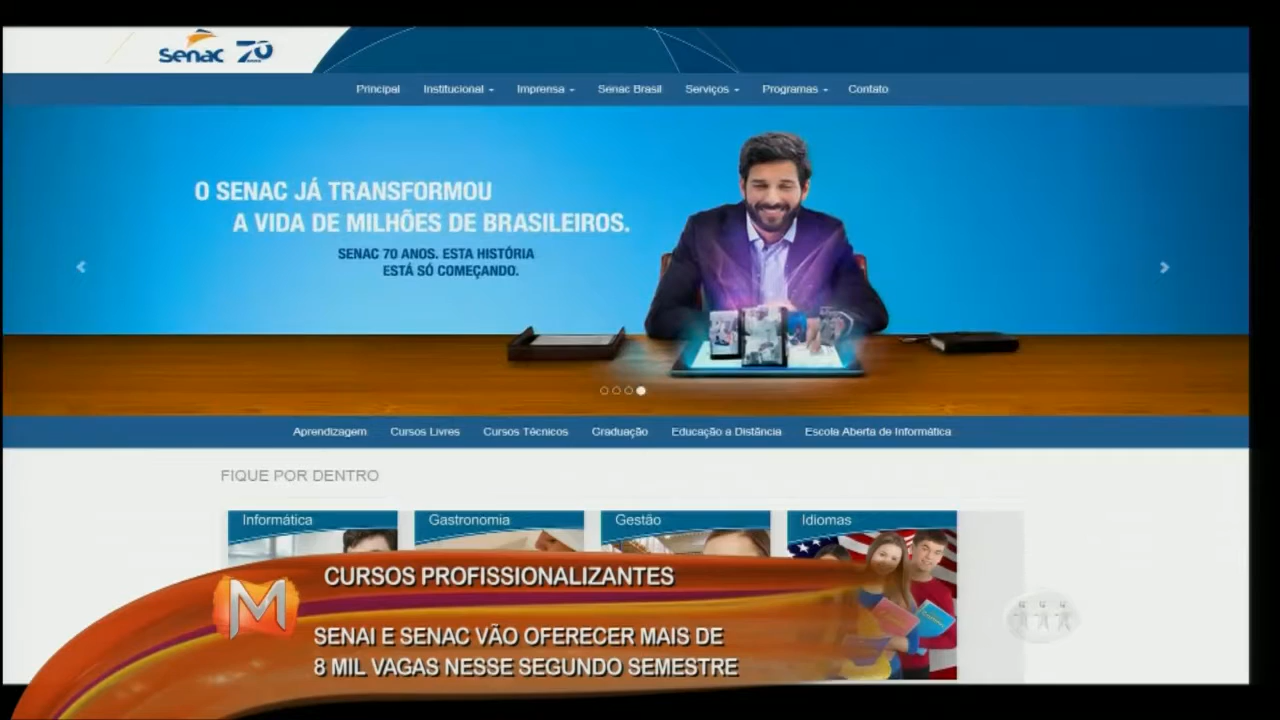 senac 70
Principal Institucional Imprensa Senac Brasil Serviços Programas Contato
O SENAC JÁ TRANSFORMOU
A VIDA DE MILHÕES DE BRASILEIROS.
SENAC 70 ANOS. ESTA HISTÓRIA
ESTÁ SÓ COMEÇANDO.
Aprendizagem Cursos Livres Cursos Técnicos Graduação Educação a Distância Escola Aberta de Informática
FIQUE POR DENTRO
Informática Gastronomia Gestão Idiomas
M
CURSOS PROFISSIONALIZANTES
SENAI E SENAC VÃO OFERECER MAIS DE
8 MIL VAGAS NESSE SEGUNDO SEMESTRE